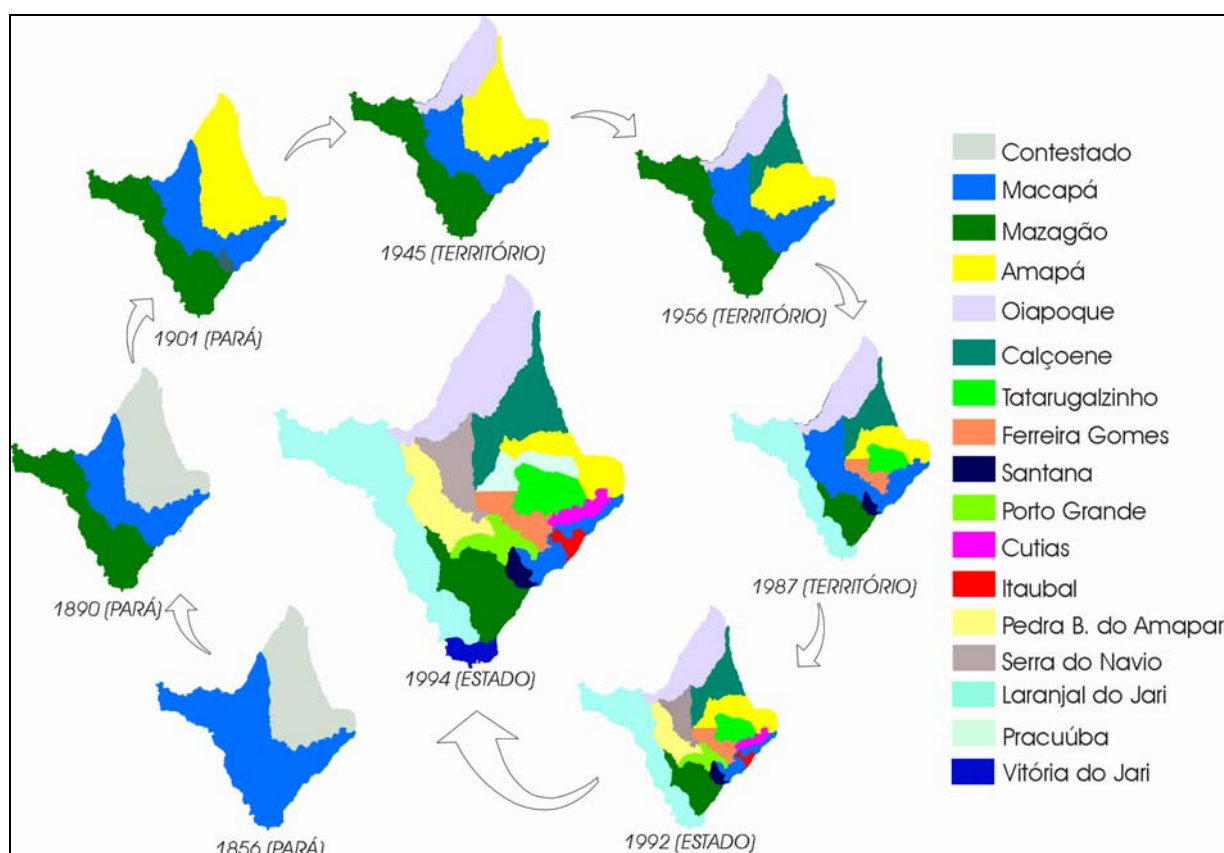 1945 (TERRITÓRIO)
1901 (PARÁ)
1956 (TERRITÓRIO)
1890 (PARÁ)
1987 (TERRITÓRIO)
1994 (ESTADO)
1856 (PARÁ)
1992 (ESTADO)
Contestado
Macapá
Mazagão
Amapá
Oiapoque
Calçoene
Tatarugalzinho
Ferreira Gomes
Santana
Porto Grande
Cutias
Itaubal
Pedra B. do Amapar
Serra do Navio
Laranjal do Jari
Pracuúba
Vitória do Jari